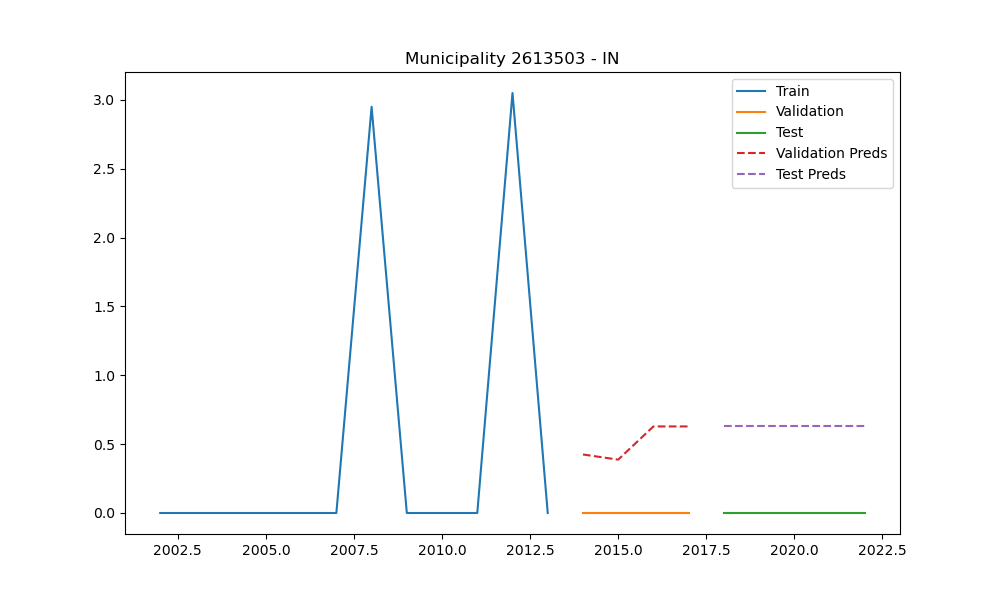 Municipality 2613503 - IN
Train
Validation
Test
Validation Preds
Test Preds
3.0
2.5
2.0
1.5
1.0
0.5
0.0
2002.5 2005.0 2007.5 2010.0 2012.5 2015.0 2017.5 2020.0 2022.5